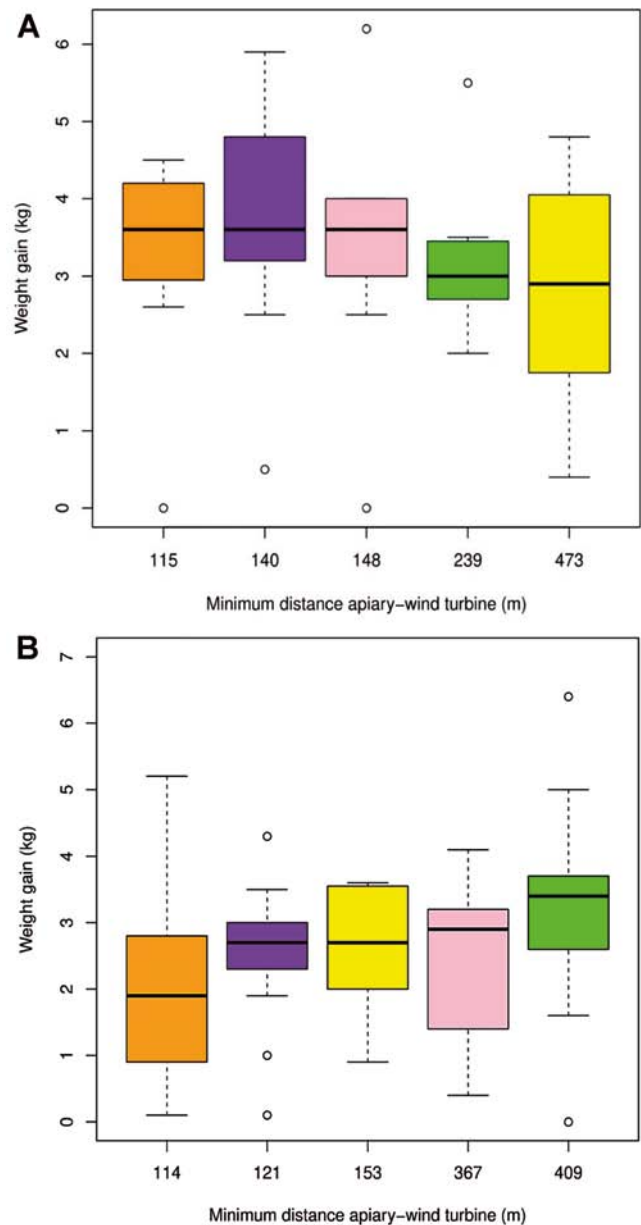 A
6
5
4
3
2
1
0
Weight gain (kg)
115 140 148 239 473
Minimum distance apiary−wind turbine (m)
B
7
6
5
4
3
2
1
0
Weight gain (kg)
114 121 153 367 409
Minimum distance apiary−wind turbine (m)